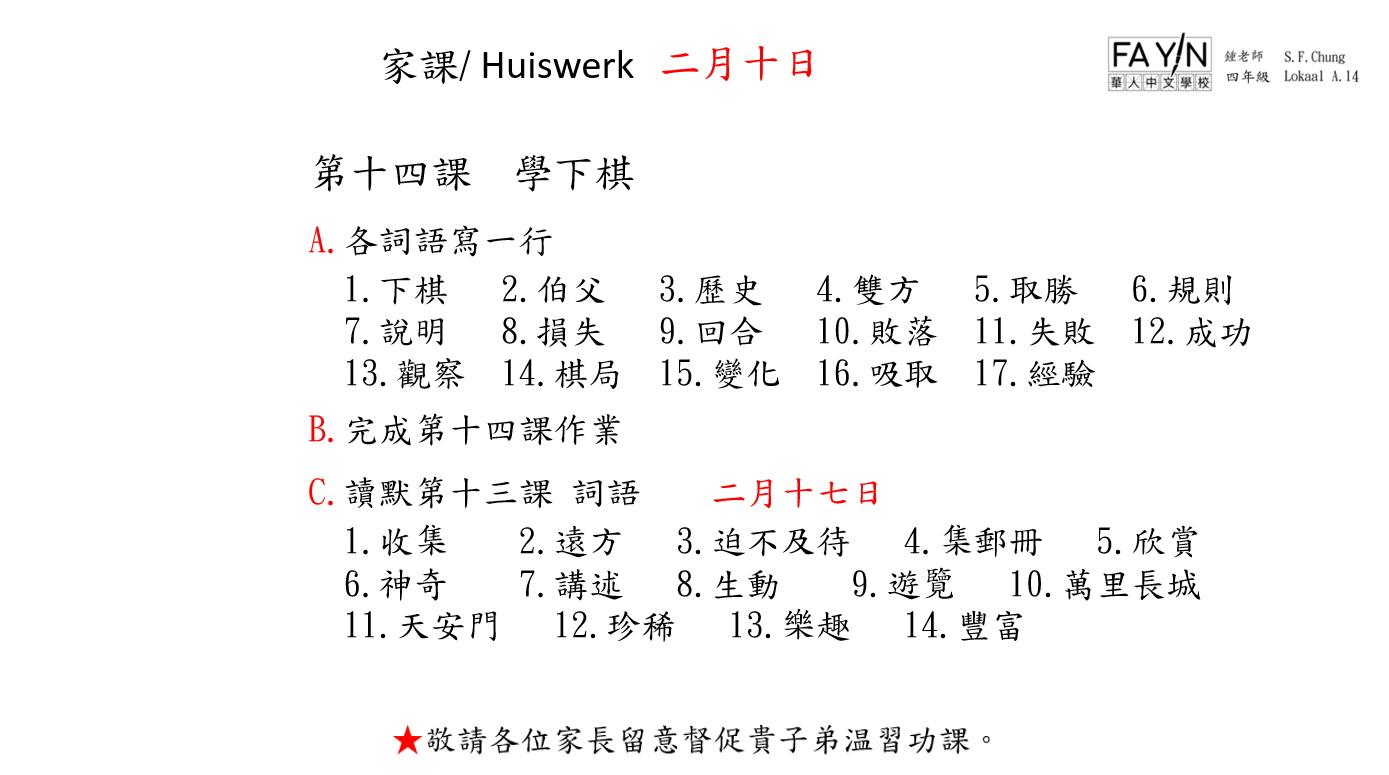 家課/ Huiswerk 二月十日
FAYIN
華人中文學校
鍾老師 S.F.Chung
四年級 Lokaal A.14
第十四課 學下棋
A.各詞語寫一行
1.下棋 2.伯父 3.歷史 4.雙方 5.取勝 6.規則
7.說明 8.損失 9.回合 10.敗落 11.失敗 12.成功
13.觀察 14.棋局 15.變化 16.吸取 17.經驗
B.完成第十四課作業
C.讀默第十三課 詞語 二月十七日
1.收集 2.遠方 3.迫不及待 4.集郵冊 5.欣賞
6.神奇 7.講述 8.生動 9.遊覽 10.萬里長城
11.天安門 12.珍稀 13.樂趣 14.豐富
★敬請各位家長留意督促貴子弟温習功課。